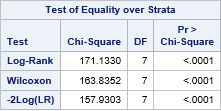 Test of Equality over Strata
Test Chi-Square DF Pr > Chi-Square
Log-Rank 171.1330 7 <.0001
Wilcoxon 163.8352 7 <.0001
-2Log(LR) 157.9303 7 <.0001